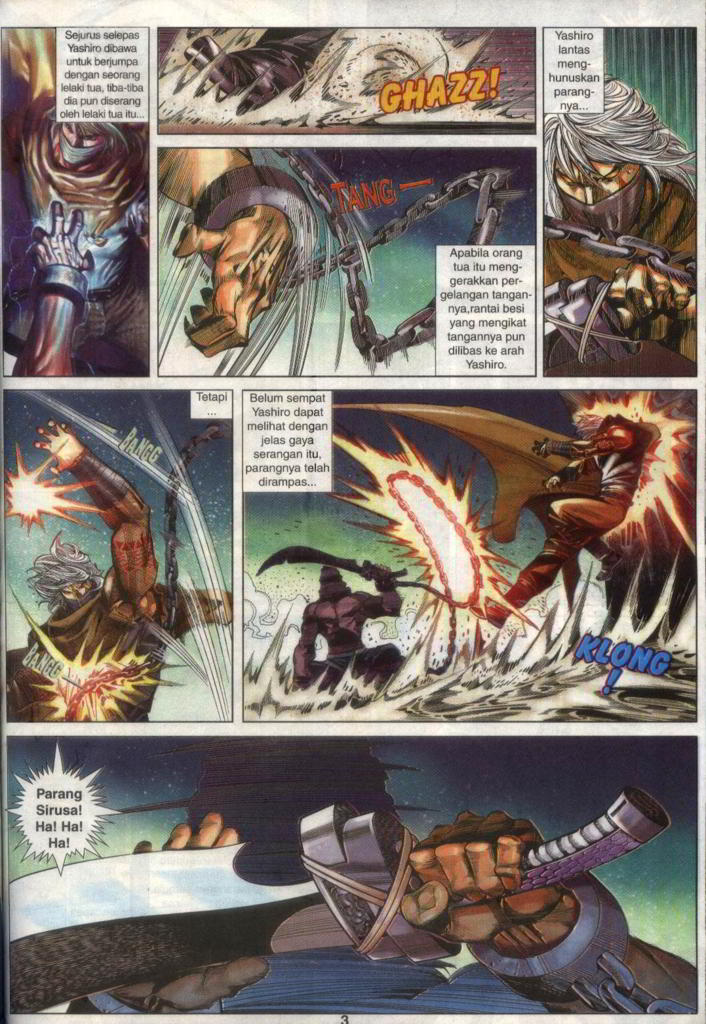 Sejurus selepas
Yashiro dibawa
untuk berjumpa
dengan seorang
lelaki tua, tiba-tiba
dia pun diserang
oleh lelaki tua itu...
GHAZZ!
TANG
Apabila orang
tua itu meng-
gerakkan per-
gelangan tangan-
nya,rantai besi
yang mengikat
tangannya pun
dilibas ke arah
Yashiro.
Yashiro
lantas
meng-
hunuskan
parang-
nya...
Tetapi
...
BANGG
BANGG
Belum sempat
Yashiro dapat
melihat dengan
jelas gaya
serangan itu,
parangnya telah
dirampas...
KLONG
!
Parang
Sirusa!
Ha! Ha!
Ha!
3